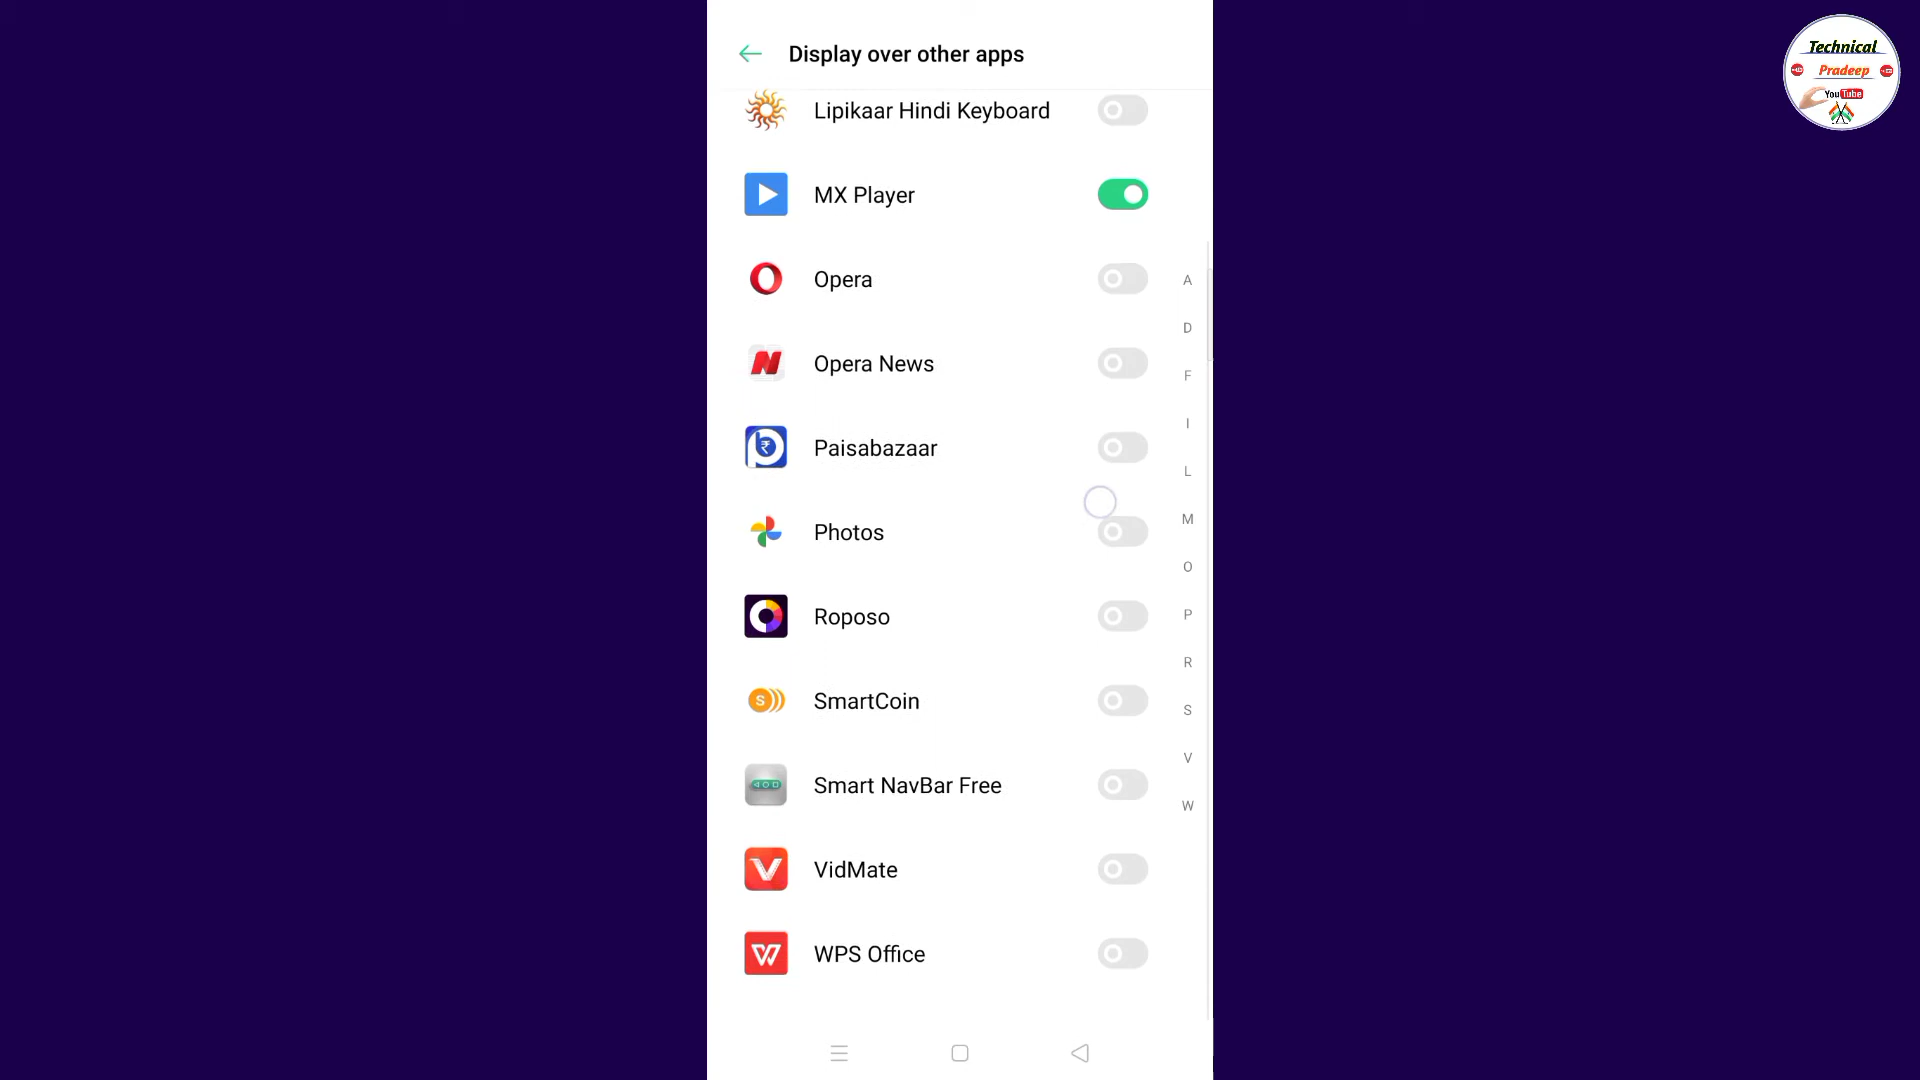 Display over other apps
Technical
Pradeep
YouTube
Lipikaar Hindi Keyboard
MX Player
Opera
A
Opera News
D
F
Paisabazaar
I
L
Photos
M
O
Roposo
P
R
SmartCoin
S
V
Smart NavBar Free
W
VidMate
WPS Office